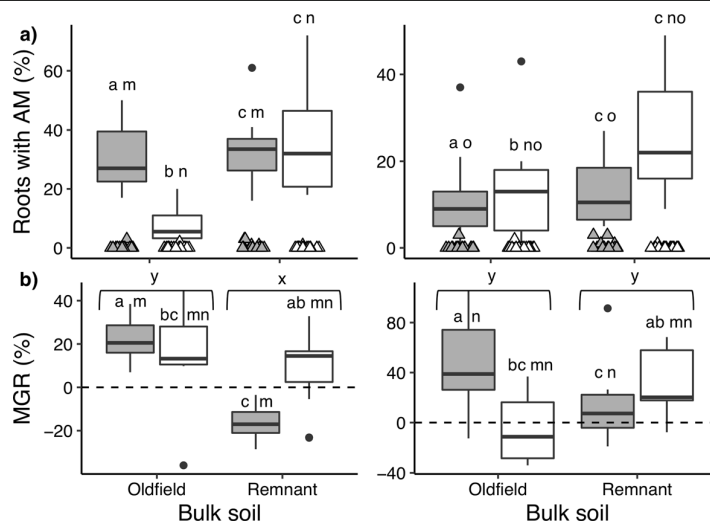 a)
Roots with AM (%)
60
40
20
0
a m
b n
c m
c n
40
20
0
a o
b no
c o
c no
b)
MGR (%)
40
20
0
−20
y
x
a m
bc mn
c m
ab mn
80
40
0
−40
y
y
a n
bc mn
c n
ab mn
Oldfield Remnant
Oldfield Remnant
Bulk soil
Bulk soil